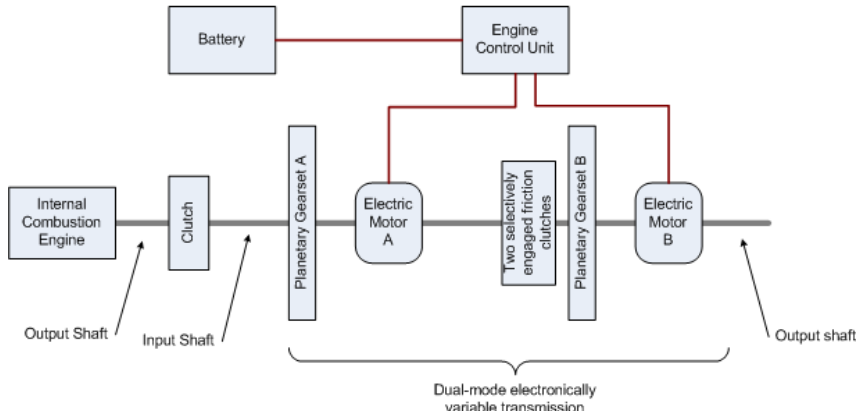 Battery
Engine
Control Unit
Internal
Combustion
Engine
Clutch
Planetary Gearset A
Electric
Motor
A
Two selectively
engaged friction
clutches
Planetary Gearset B
Electric
Motor
B
Output Shaft
Input Shaft
Output shaft
Dual-mode electronically
variable transmission